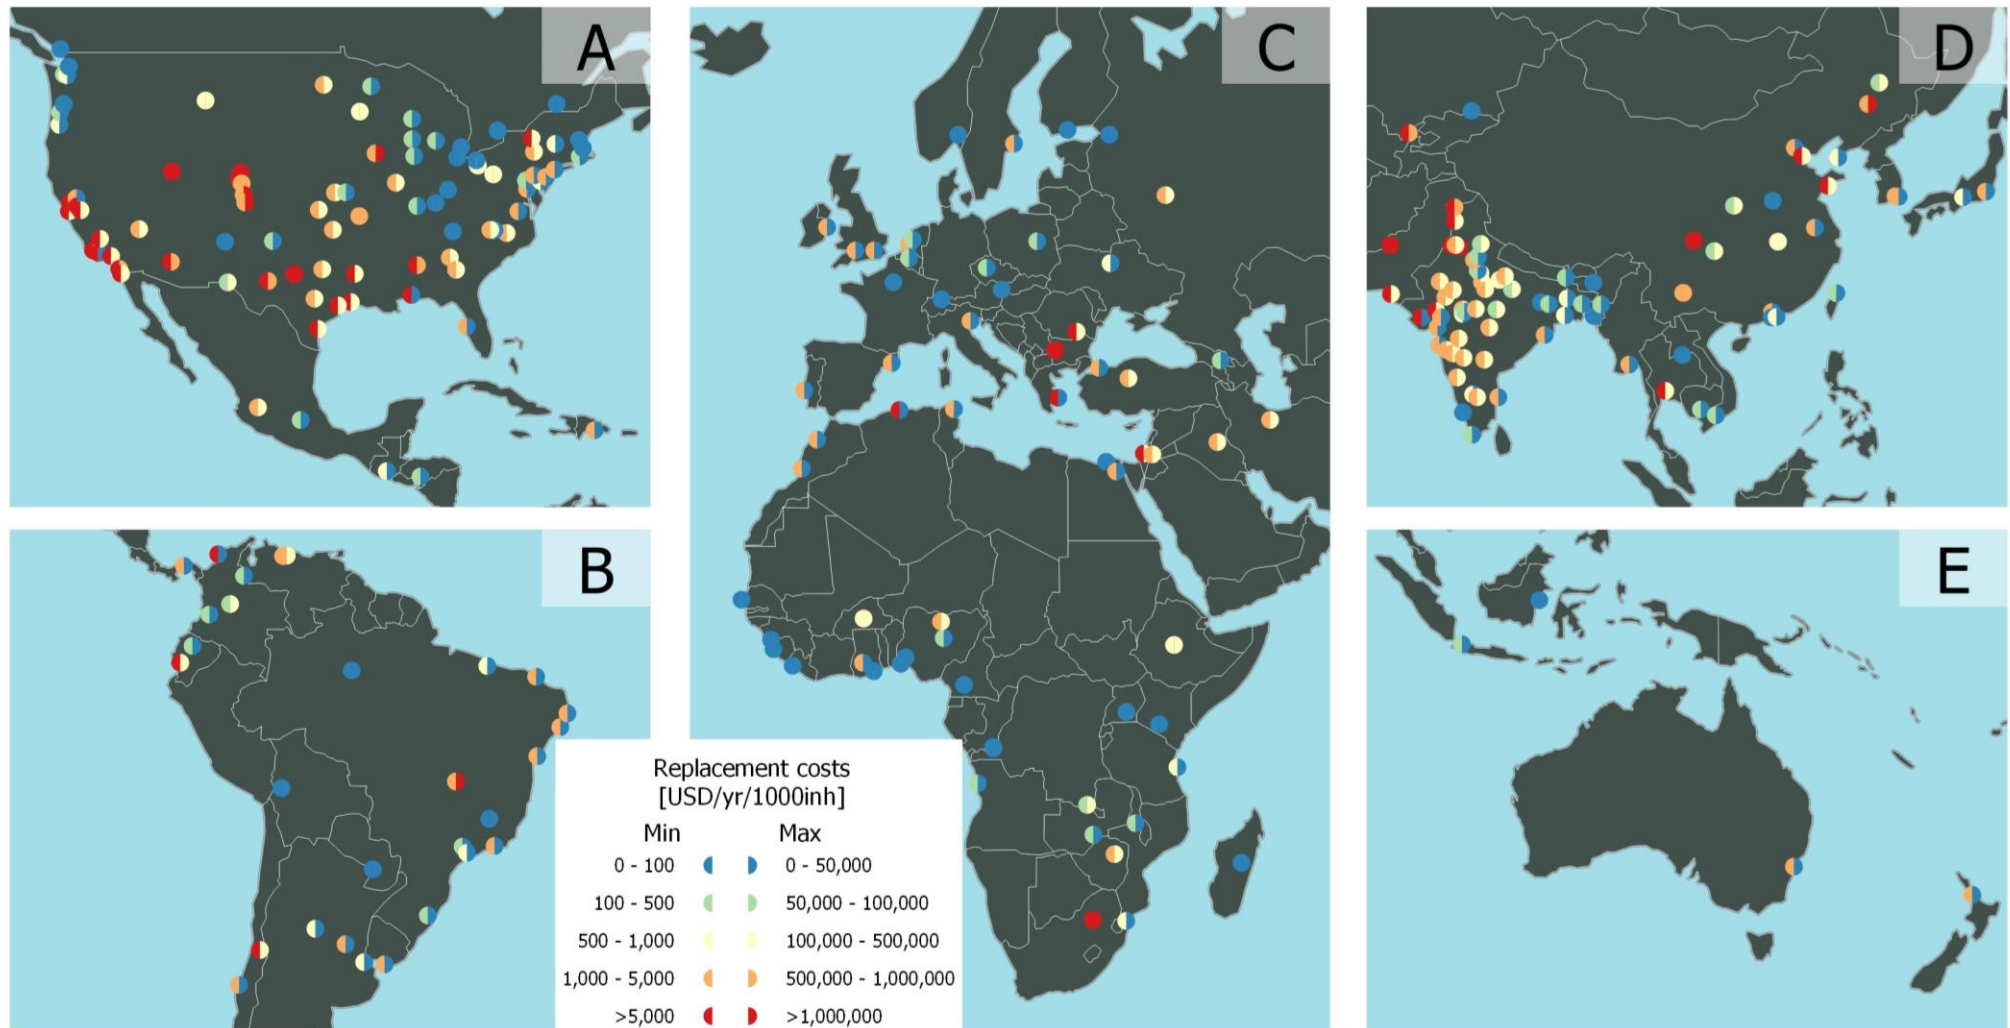 A
B
C
D
E
Replacement costs
[USD/yr/1000inh]
Min Max
0 - 100 0 - 50,000
100 - 500 50,000 - 100,000
500 - 1,000 100,000 - 500,000
1,000 - 5,000 500,000 - 1,000,000
>5,000 >1,000,000